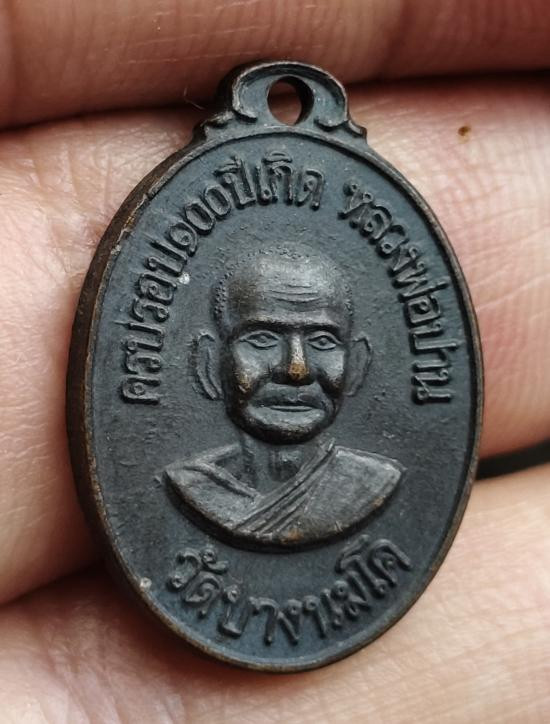 ครบรอบ๑๐๐ปีเกิด หลวงพ่อปาน
วัดบางนมโค